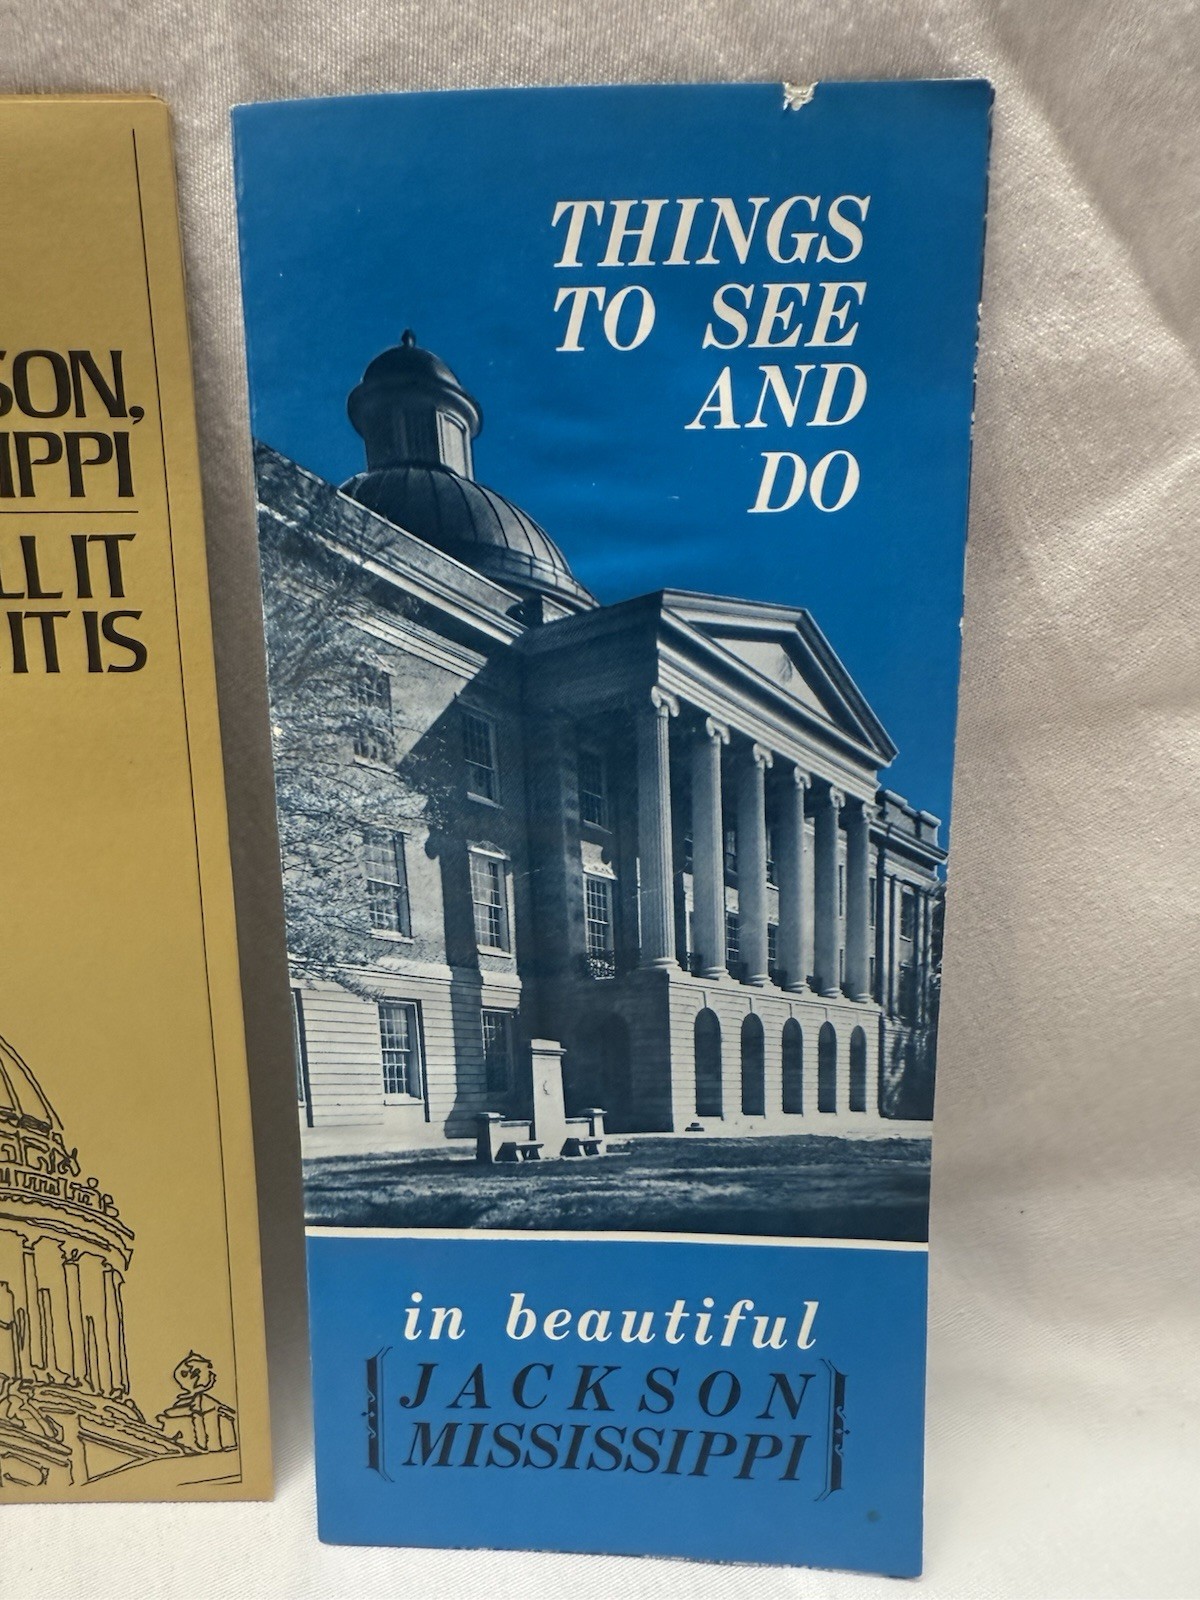 SON,
IPPI
LL IT
IT IS
THINGS
TO SEE
AND
DO
in beautiful
JACKSON
MISSISSIPPI